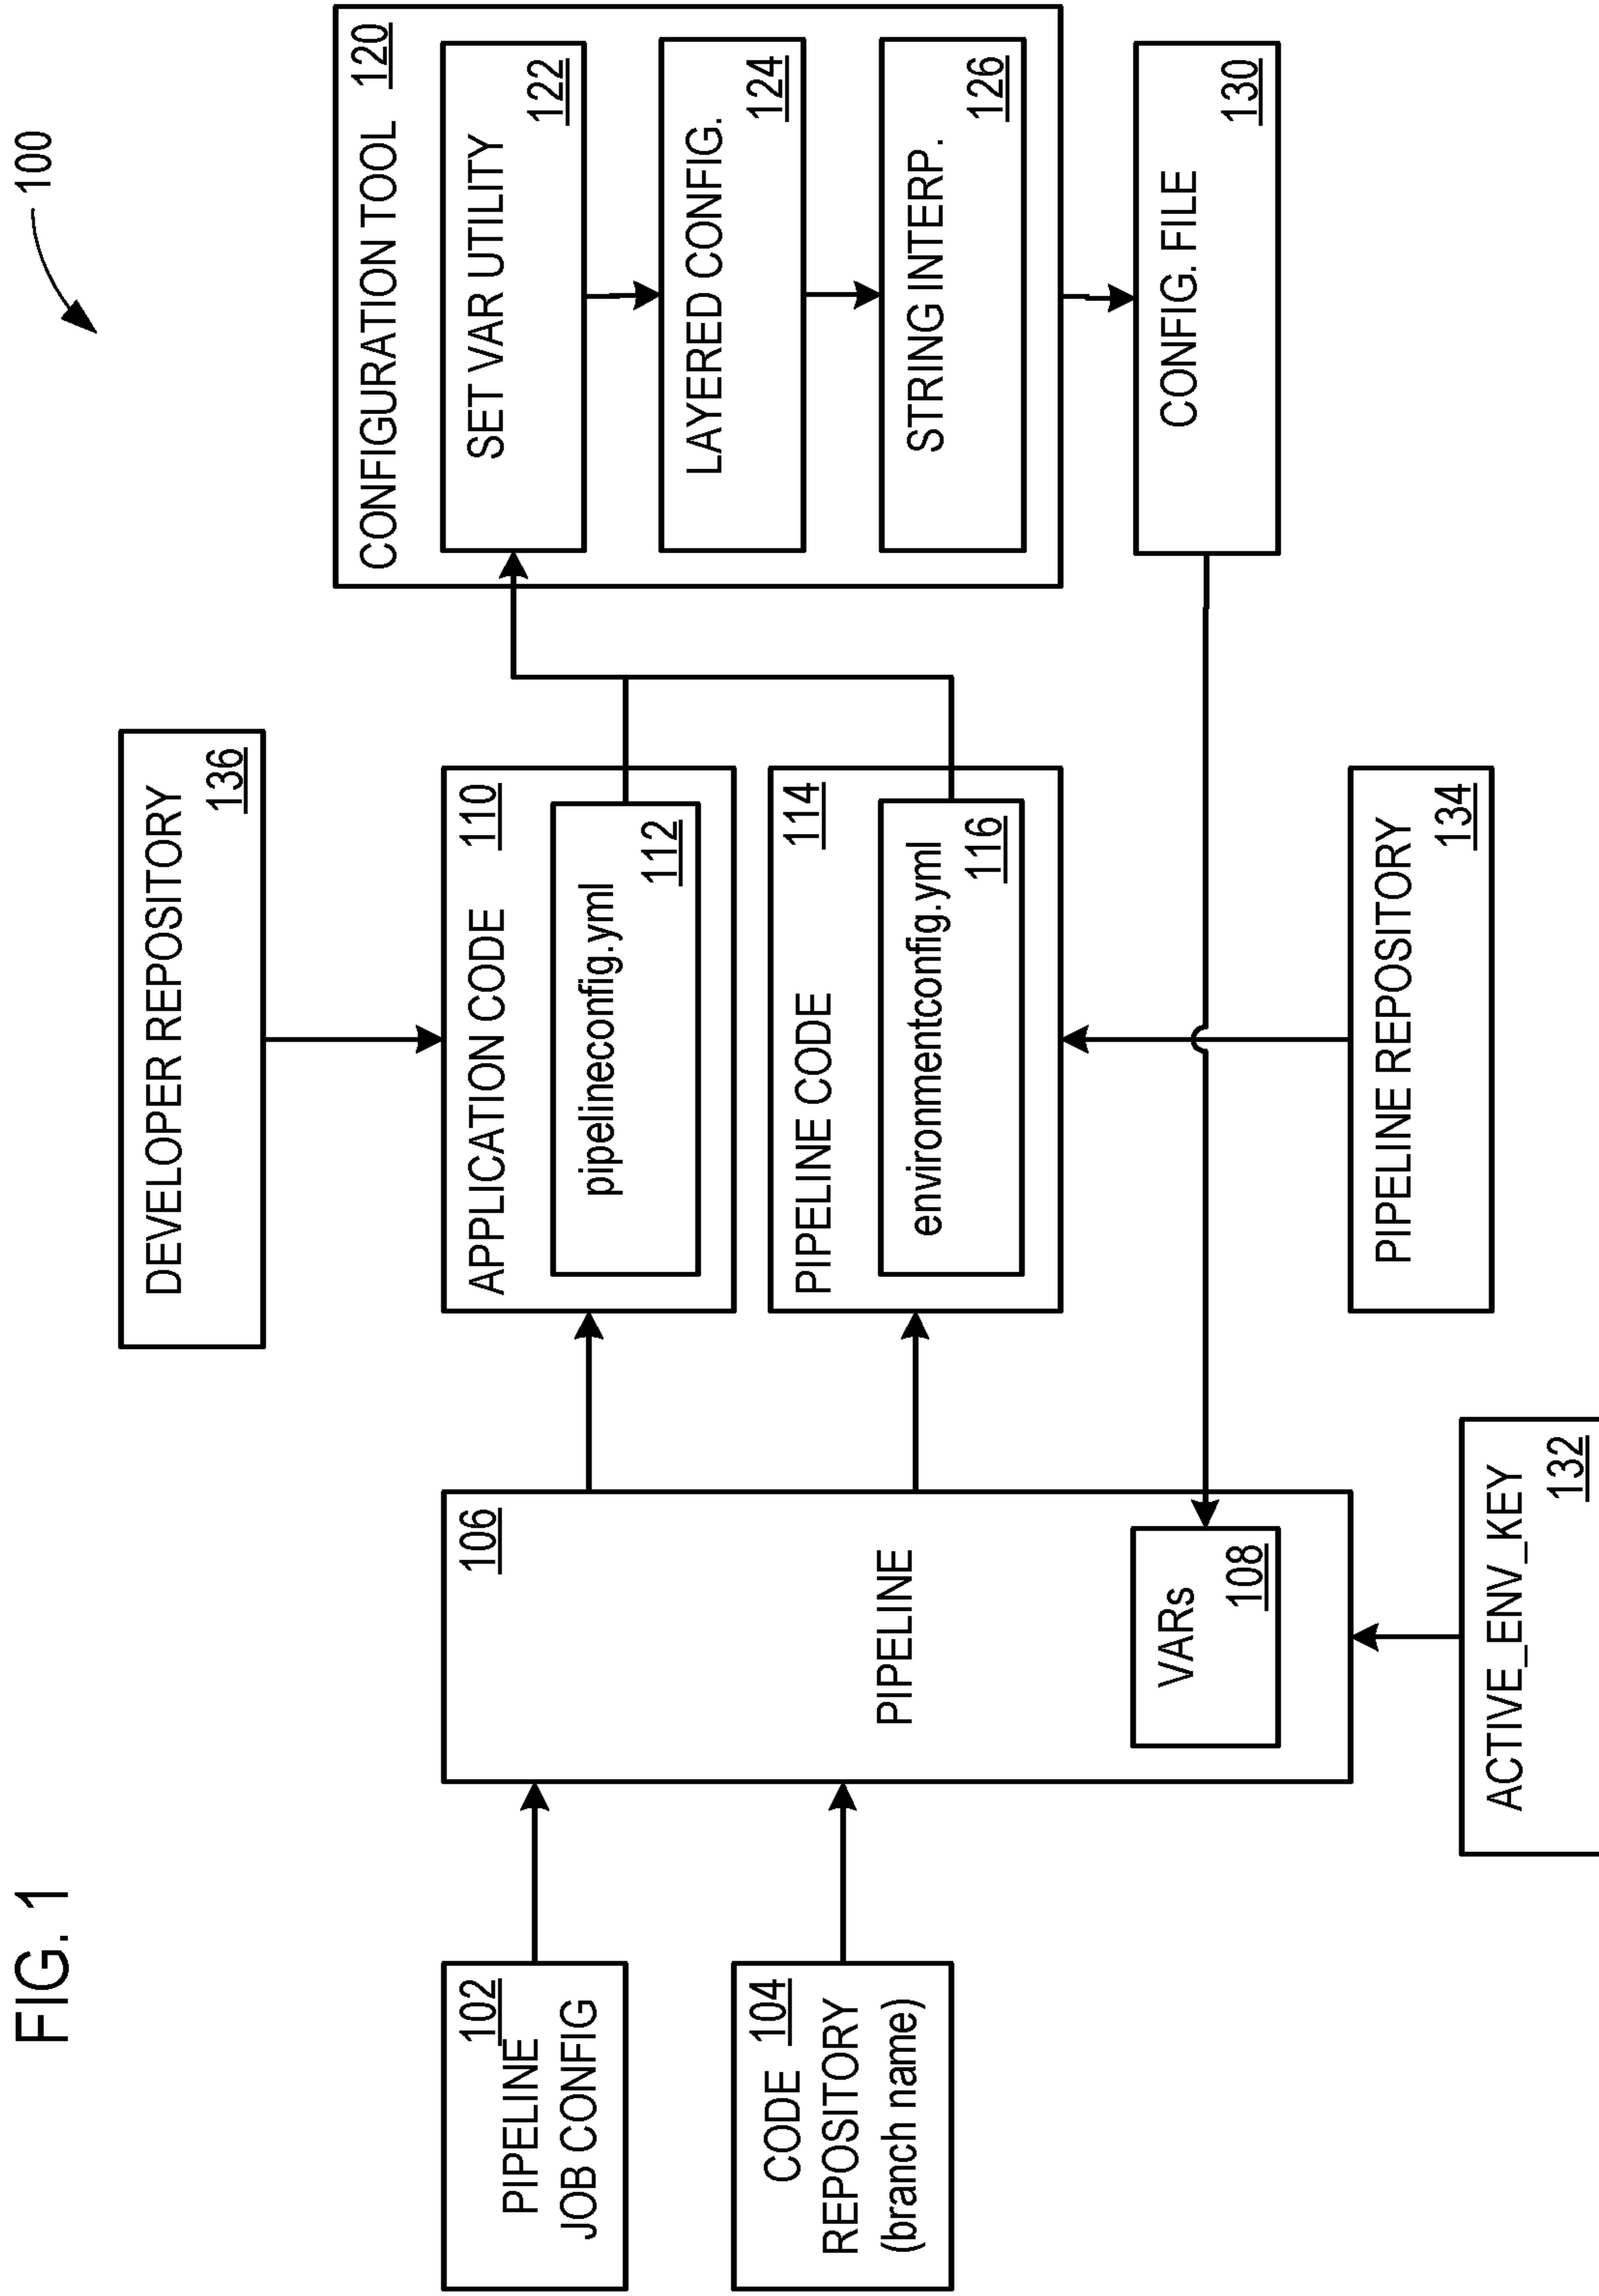 FIG. 1
100
PIPELINE 102
JOB CONFIG
CODE 104
REPOSITORY
(branch name)
106
PIPELINE
VARs
108
ACTIVE_ENV_KEY
132
DEVELOPER REPOSITORY
136
APPLICATION CODE 110
pipelineconfig.yml
112
PIPELINE CODE 114
environmentconfig.yml
116
PIPELINE REPOSITORY
134
CONFIGURATION TOOL 120
SET VAR UTILITY
122
LAYERED CONFIG.
124
STRING INTERP.
126
CONFIG. FILE
130